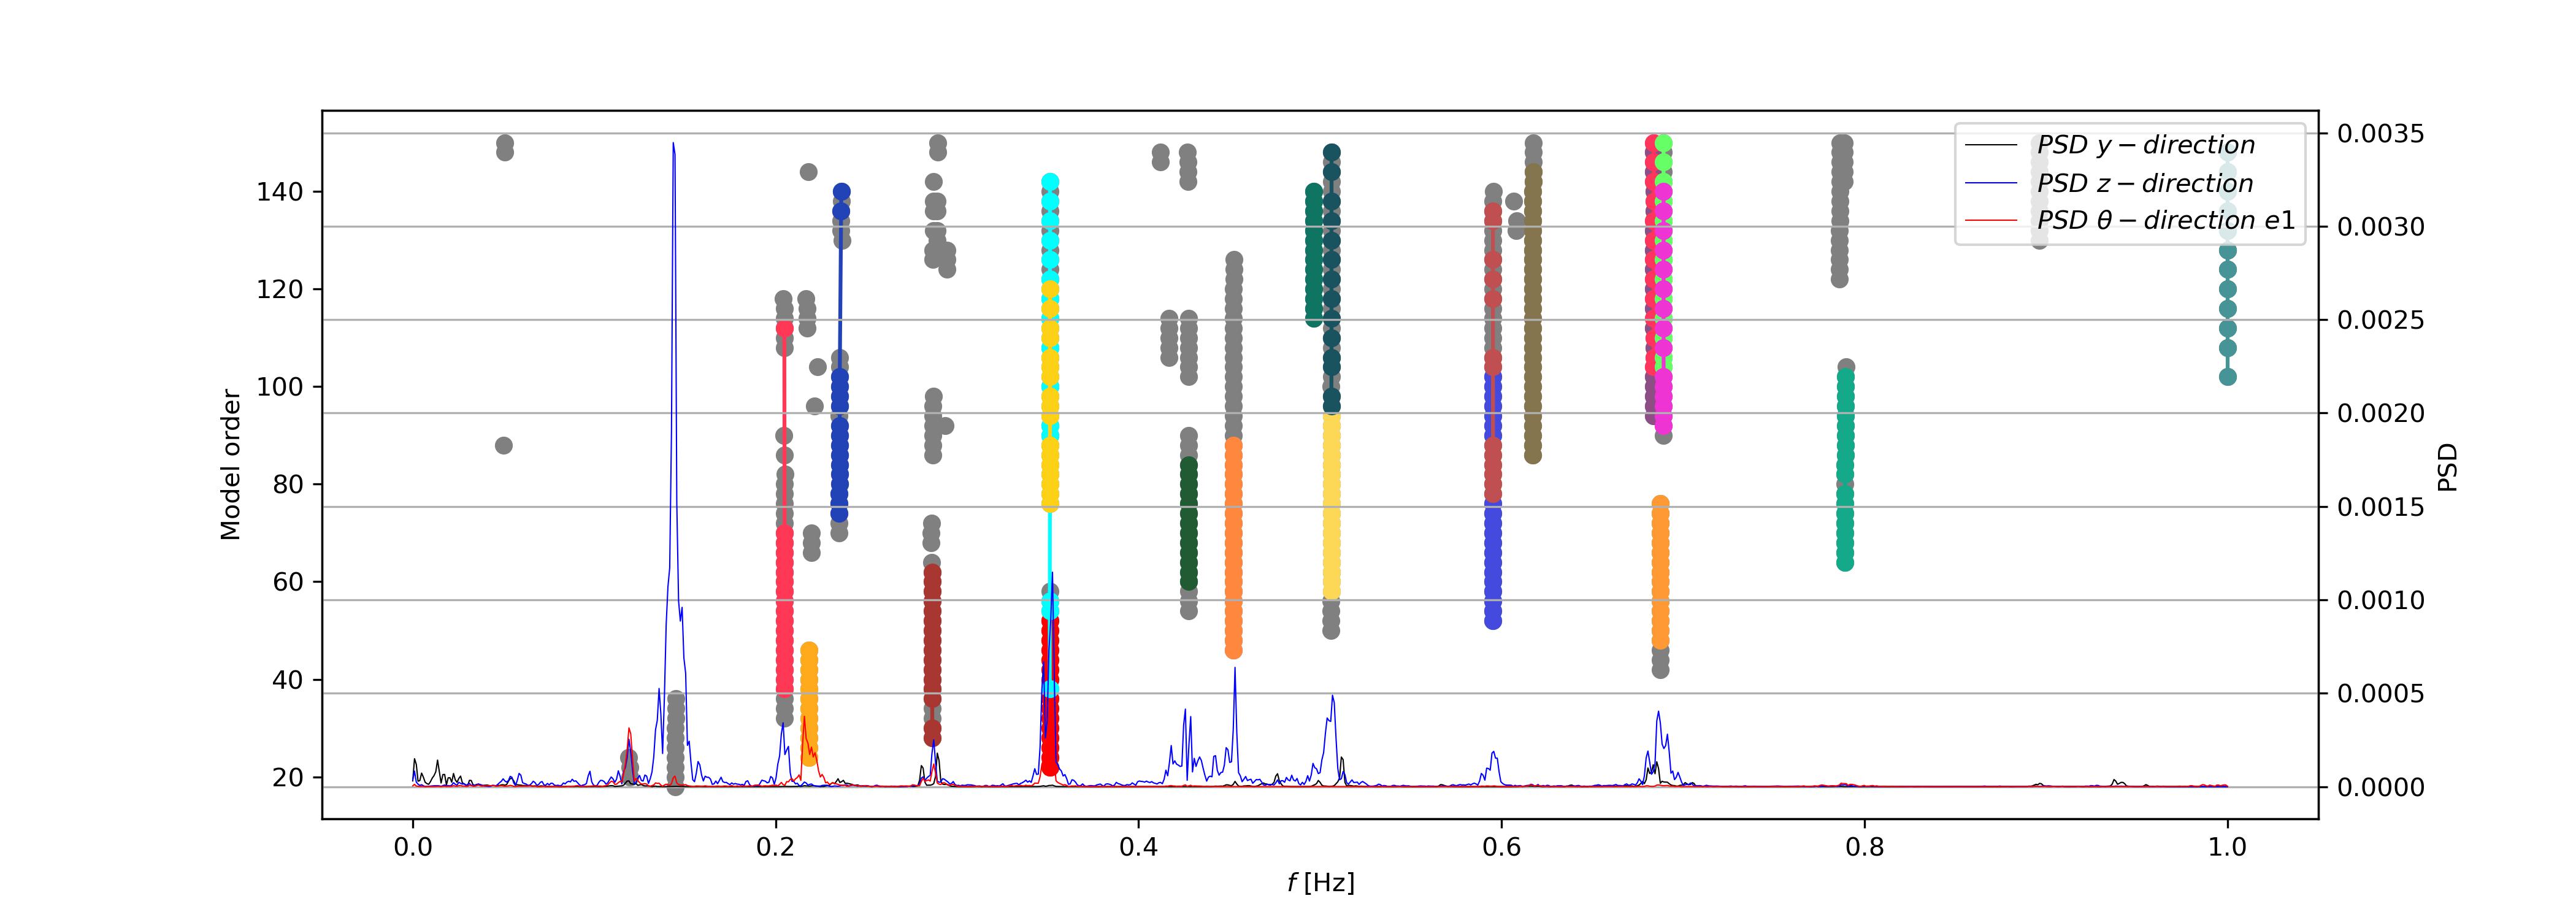 PSD y − direction
PSD z − direction
PSD θ − direction e1
Model order
140
120
100
80
60
40
20
0.0035
0.0030
0.0025
0.0020
0.0015
0.0010
0.0005
0.0000
PSD
0.0 0.2 0.4 0.6 0.8 1.0
f [Hz]